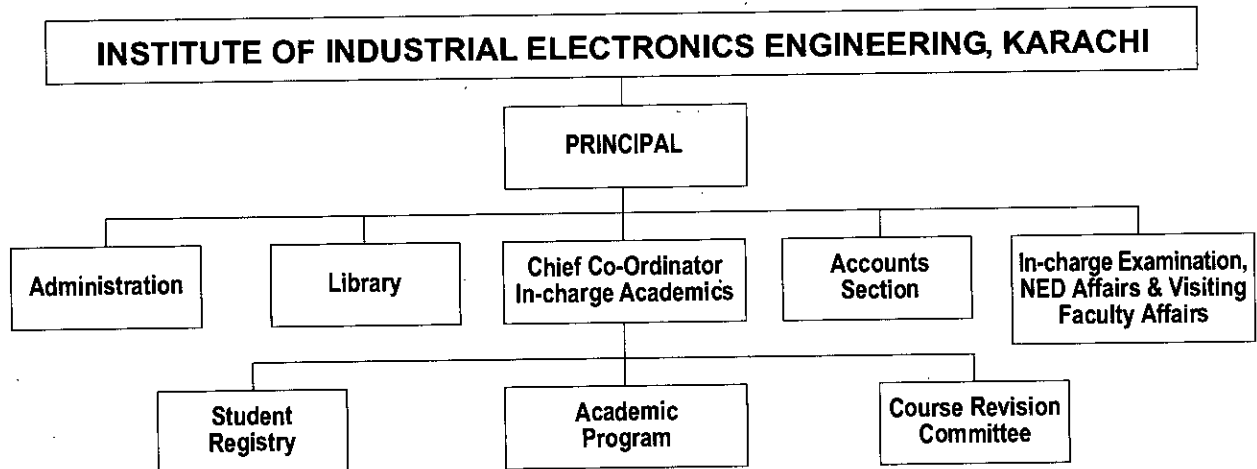 INSTITUTE OF INDUSTRIAL ELECTRONICS ENGINEERING, KARACHI
PRINCIPAL
Administration
Library
Chief Co-Ordinator
In-charge Academics
Accounts
Section
In-charge Examination,
NED Affairs & Visiting
Faculty Affairs
Student
Registry
Academic
Program
Course Revision
Committee